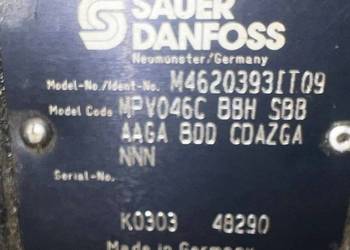 SAUER
DANFOSS
Neumünster/Germany
Model-No./Ident-No. M4620393IT09
Model Code MPV046C BBH SBB
AAGA BDD CDAZGA
NNN
Serial-No.
K0303 48290
Made in Germany